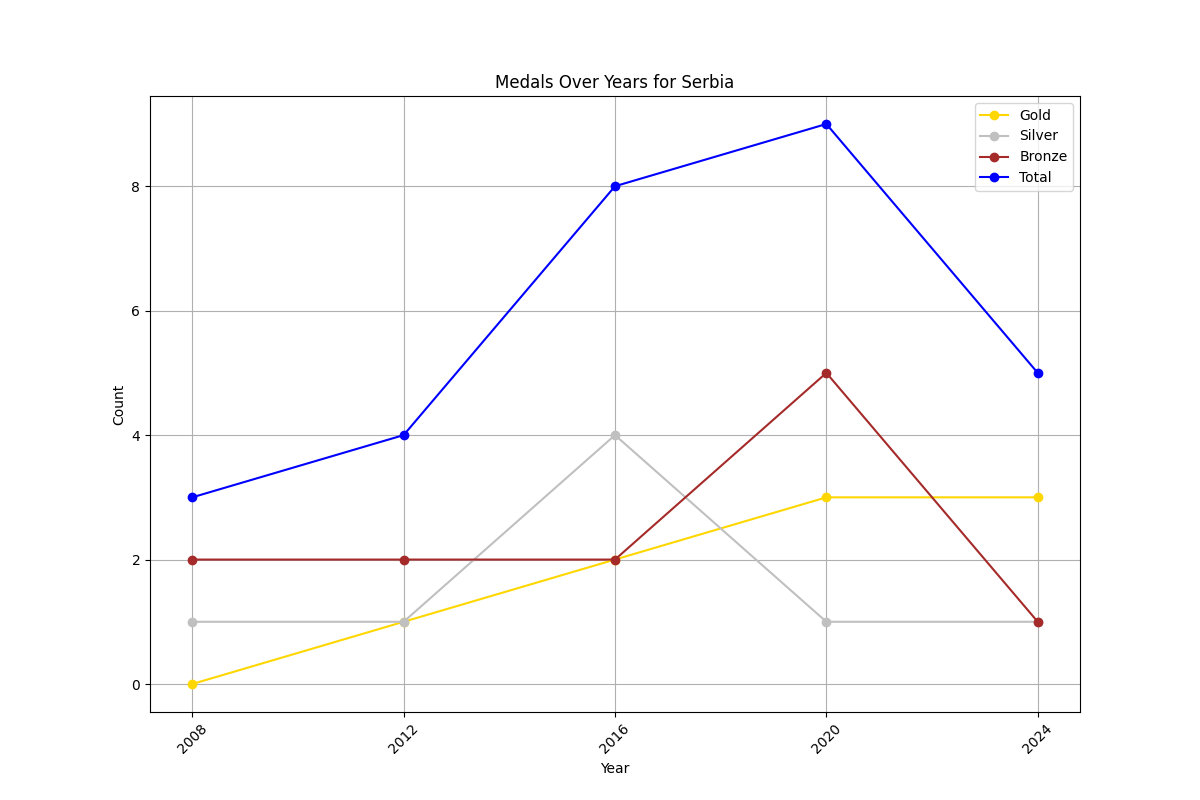 Medals Over Years for Serbia
Gold
Silver
Bronze
Total
Count
8
6
4
2
0
2008
2012
2016
2020
2024
Year